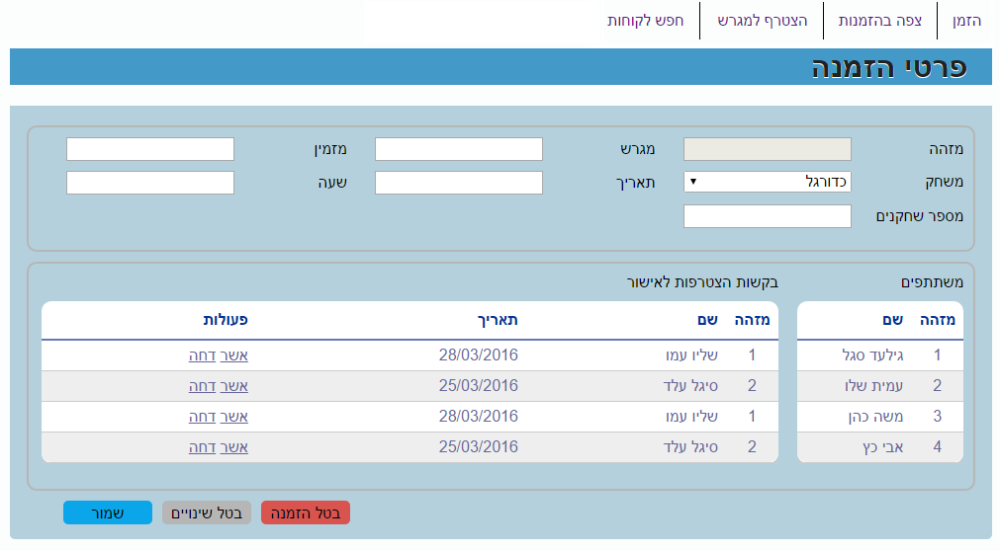 הזמן צפה בהזמנות הצטרף למגרש חפש לקוחות
פרטי הזמנה
מזהה מגרש מזמין
משחק כדורגל תאריך שעה
מספר שחקנים
משתתפים
מזהה שם
1 גילעד סגל
2 עמית שלו
3 משה כהן
4 אבי כץ
בקשות הצטרפות לאישור
מזהה שם תאריך פעולות
1 שליו עמו 28/03/2016 אשר דחה
2 סיגל עלד 25/03/2016 אשר דחה
1 שליו עמו 28/03/2016 אשר דחה
2 סיגל עלד 25/03/2016 אשר דחה
בטל הזמנה בטל שינויים שמור